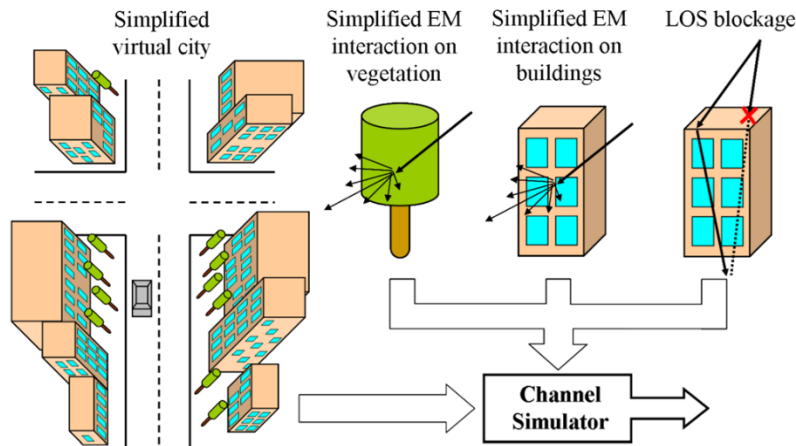 Simplified
virtual city
Simplified EM
interaction on
vegetation
Simplified EM
interaction on
buildings
LOS blockage
Channel
Simulator